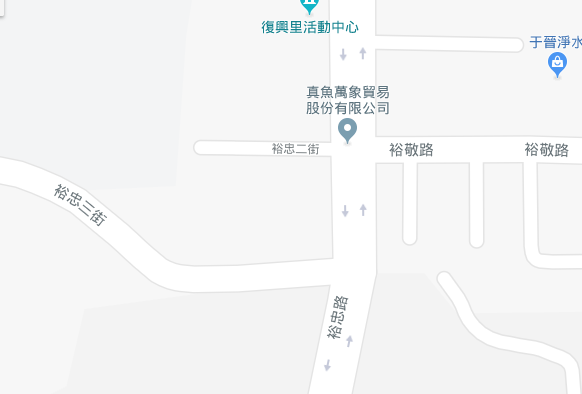 復興里活動中心
于晉淨水
真魚萬象貿易
股份有限公司
裕忠二街
裕敬路
裕敬路
裕忠三街
裕忠路